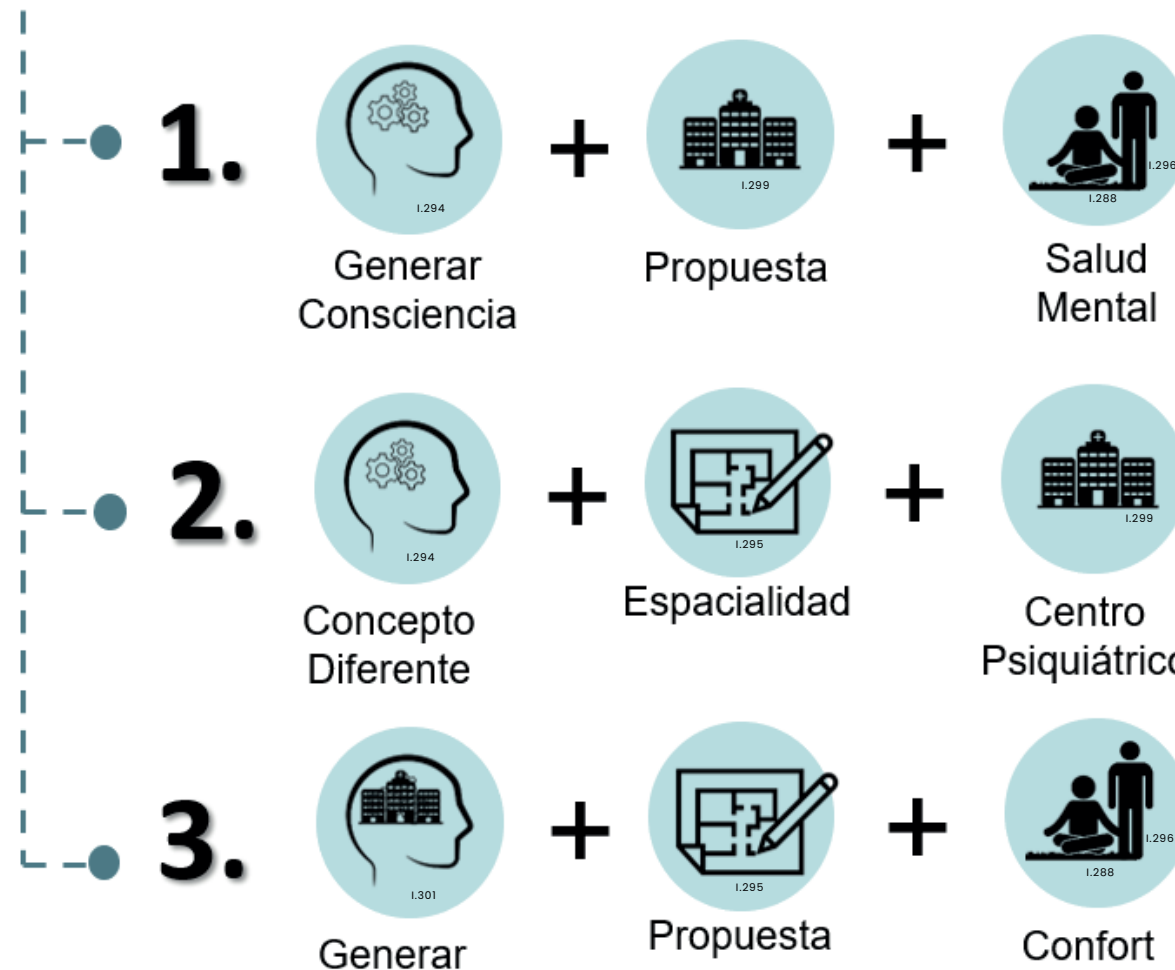 1.
+
+
I.294
I.299
I.296
I.288
Generar
Consciencia
Propuesta
Salud
Mental
2.
+
+
I.294
I.295
I.299
Concepto
Diferente
Espacialidad
Centro
Psiquiátrico
3.
+
+
I.301
I.295
I.296
I.288
Generar
Propuesta
Confort